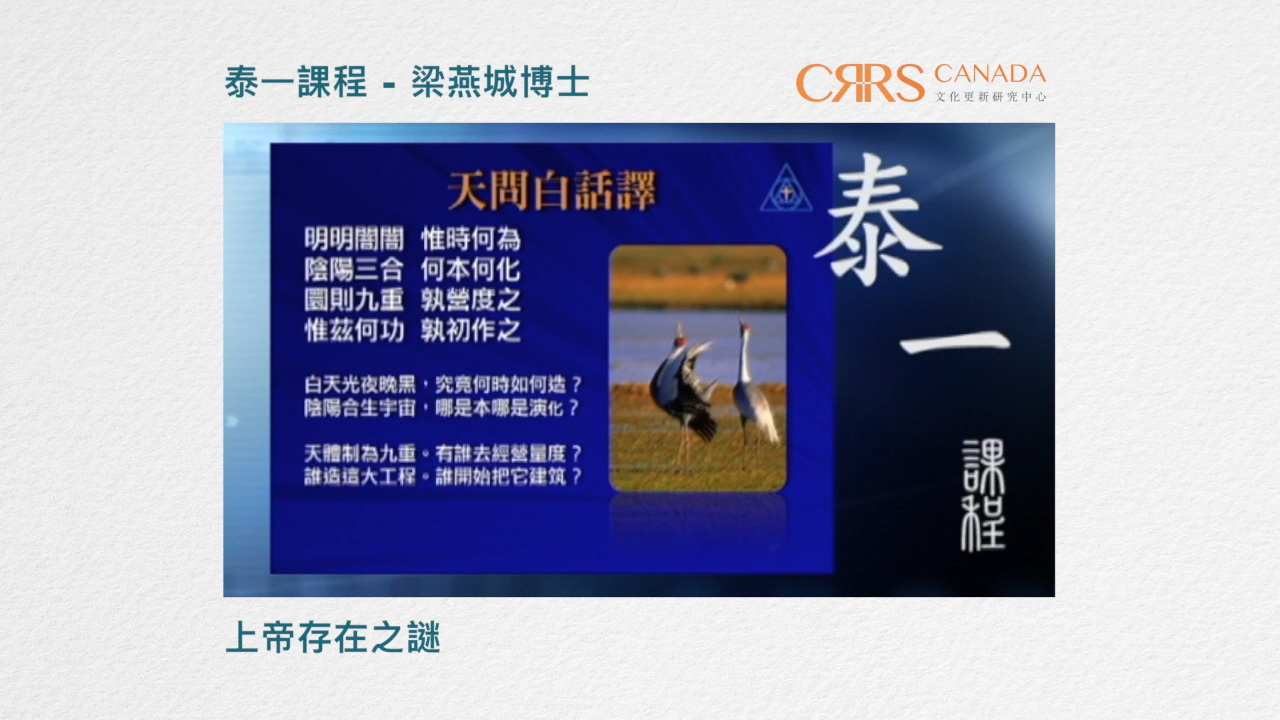 泰一課程 - 梁燕城博士
CRRS CANADA
文化更新研究中心
天問白話譯
明明闇闇 惟時何為
陰陽三合 何本何化
圜則九重 孰營度之
惟茲何功 孰初作之
白天光夜晚黑，究竟何時如何造？
陰陽合生宇宙，哪是本哪是演化？
天體制為九重。有誰去經營量度？
誰造這大工程。誰開始把它建筑？
泰一
課程
上帝存在之謎